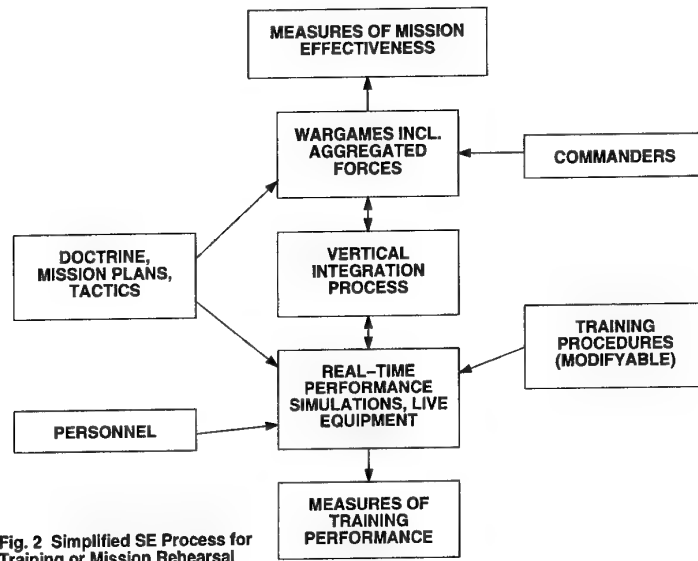 MEASURES OF MISSION
EFFECTIVENESS
WARGAMES INCL.
AGGREGATED
FORCES
COMMANDERS
DOCTRINE,
MISSION PLANS,
TACTICS
VERTICAL
INTEGRATION
PROCESS
TRAINING
PROCEDURES
(MODIFYABLE)
REAL–TIME
PERFORMANCE
SIMULATIONS, LIVE
EQUIPMENT
PERSONNEL
MEASURES OF
TRAINING
PERFORMANCE
Fig. 2 Simplified SE Process for
Training or Mission Rehearsal